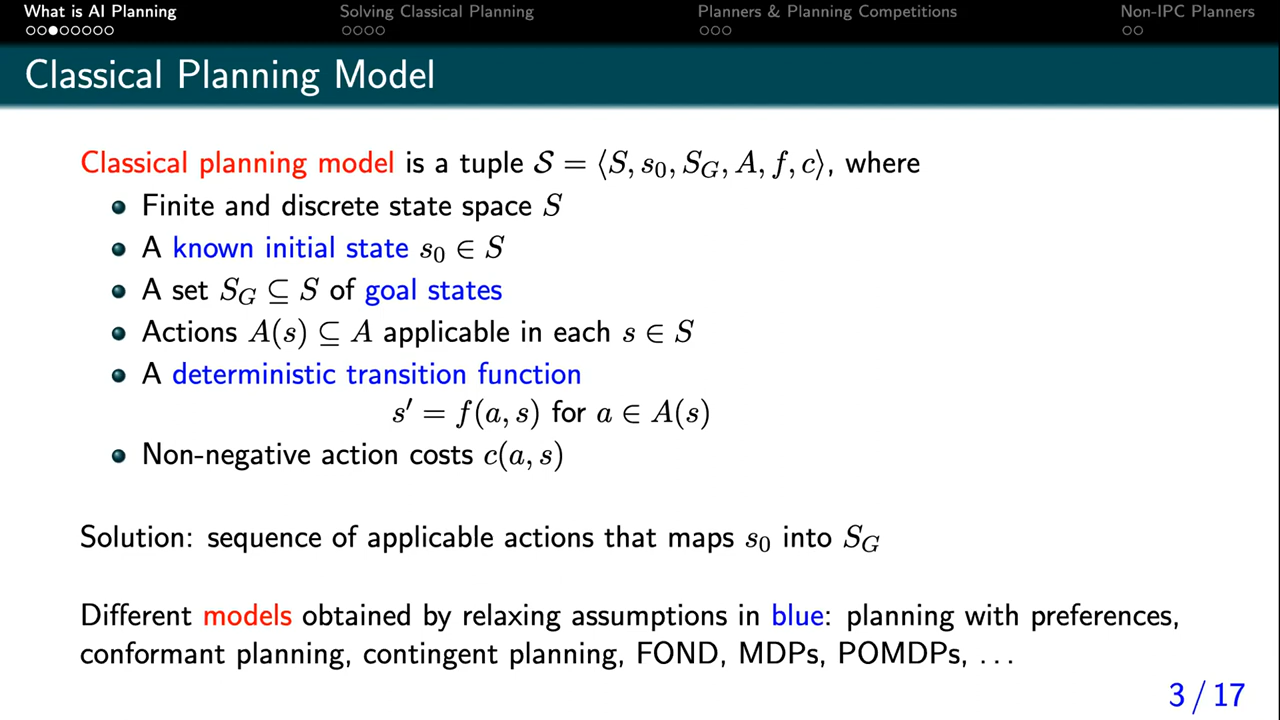 What is AI Planning Solving Classical Planning Planners & Planning Competitions Non-IPC Planners
Classical Planning Model
Classical planning model is a tuple 𝒮 = ⟨S, s₀, S_G, A, f, c⟩, where
Finite and discrete state space S
A known initial state s₀ ∈ S
A set S_G ⊆ S of goal states
Actions A(s) ⊆ A applicable in each s ∈ S
A deterministic transition function
s′ = f(a, s) for a ∈ A(s)
Non-negative action costs c(a, s)
Solution: sequence of applicable actions that maps s₀ into S_G
Different models obtained by relaxing assumptions in blue: planning with preferences,
conformant planning, contingent planning, FOND, MDPs, POMDPs, ...
3 / 17